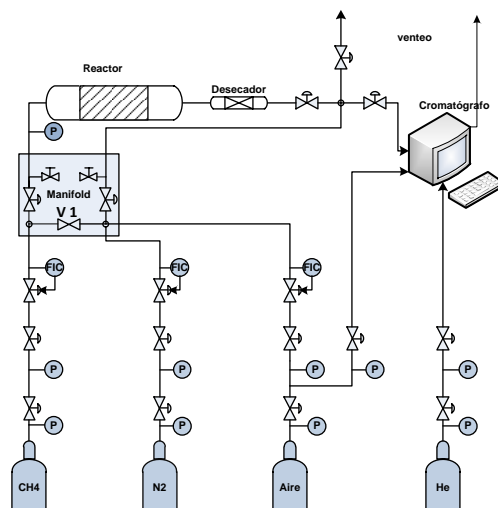 venteo
Reactor
Desecador
Cromatógrafo
P
Manifold
V 1
FIC
FIC
FIC
P
P
P
P
P
P
P
P
P
CH4
N2
Aire
He